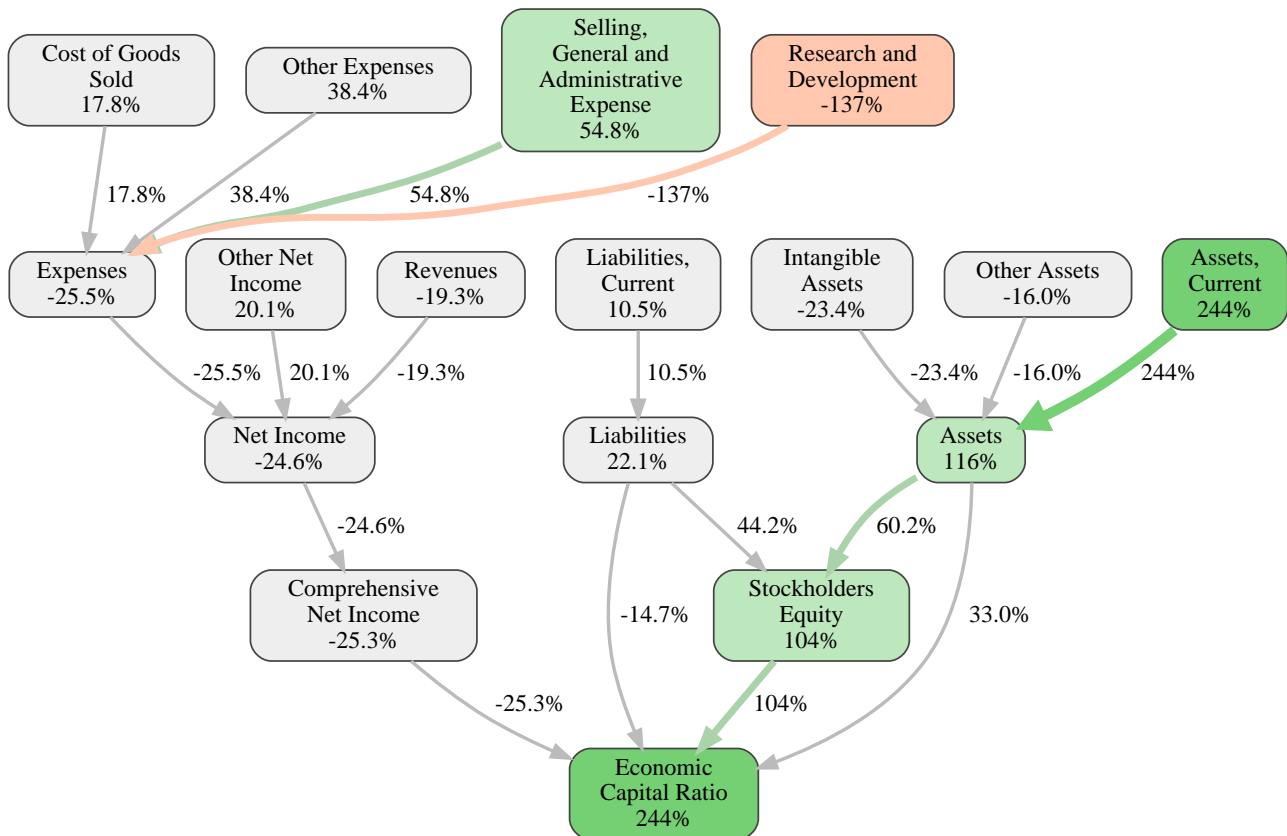 Cost of Goods
Sold
17.8%
Other Expenses
38.4%
Selling,
General and
Administrative
Expense
54.8%
Research and
Development
-137%
17.8%
38.4%
54.8%
-137%
Expenses
-25.5%
Other Net
Income
20.1%
Revenues
-19.3%
Liabilities,
Current
10.5%
Intangible
Assets
-23.4%
Other Assets
-16.0%
Assets,
Current
244%
-25.5%
20.1%
-19.3%
10.5%
-23.4%
-16.0%
244%
Net Income
-24.6%
Liabilities
22.1%
Assets
116%
-24.6%
44.2%
60.2%
Comprehensive
Net Income
-25.3%
-14.7%
Stockholders
Equity
104%
33.0%
-25.3%
104%
Economic
Capital Ratio
244%